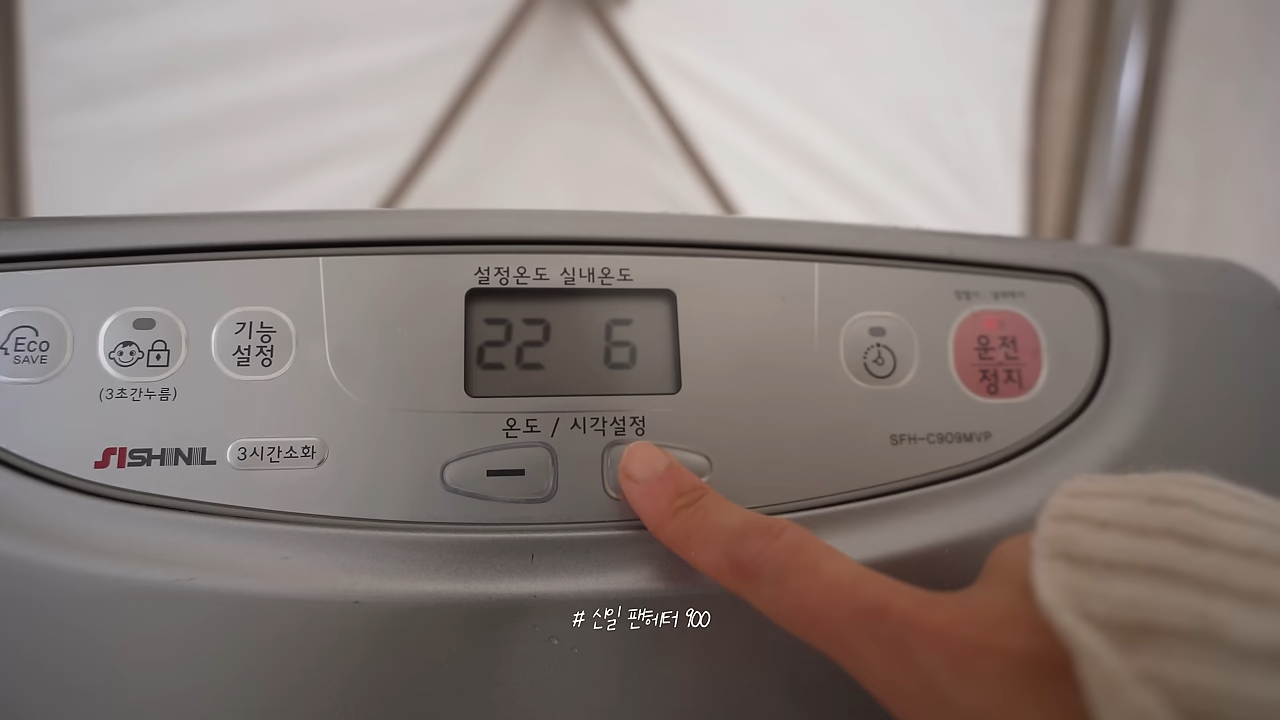 설정온도 실내온도
22 6
Eco
SAVE
기능
설정
(3초간누름)
운전
정지
온도 / 시각설정
SFH-C909MVP
SHINIL
3시간소화
# 신일 팬히터 900